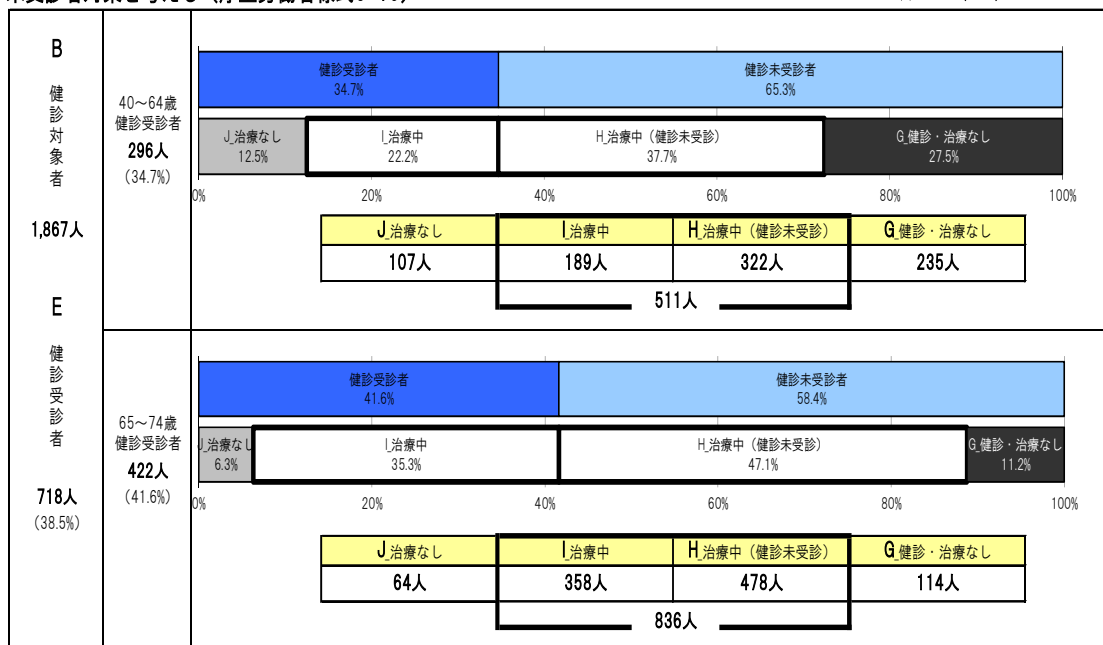 B
健診対象者
1,867人
E
健診受診者
718人
(38.5%)
40～64歳
健診受診者
296人
(34.7%)
健診受診者
34.7%
健診未受診者
65.3%
J_治療なし
12.5%
I_治療中
22.2%
H_治療中（健診未受診）
37.7%
G_健診・治療なし
27.5%
0% 20% 40% 60% 80% 100%
J_治療なし I_治療中 H_治療中（健診未受診） G_健診・治療なし
107人 189人 322人 235人
511人
65～74歳
健診受診者
422人
(41.6%)
健診受診者
41.6%
健診未受診者
58.4%
J_治療なし
6.3%
I_治療中
35.3%
H_治療中（健診未受診）
47.1%
G_健診・治療なし
11.2%
0% 20% 40% 60% 80% 100%
J_治療なし I_治療中 H_治療中（健診未受診） G_健診・治療なし
64人 358人 478人 114人
836人